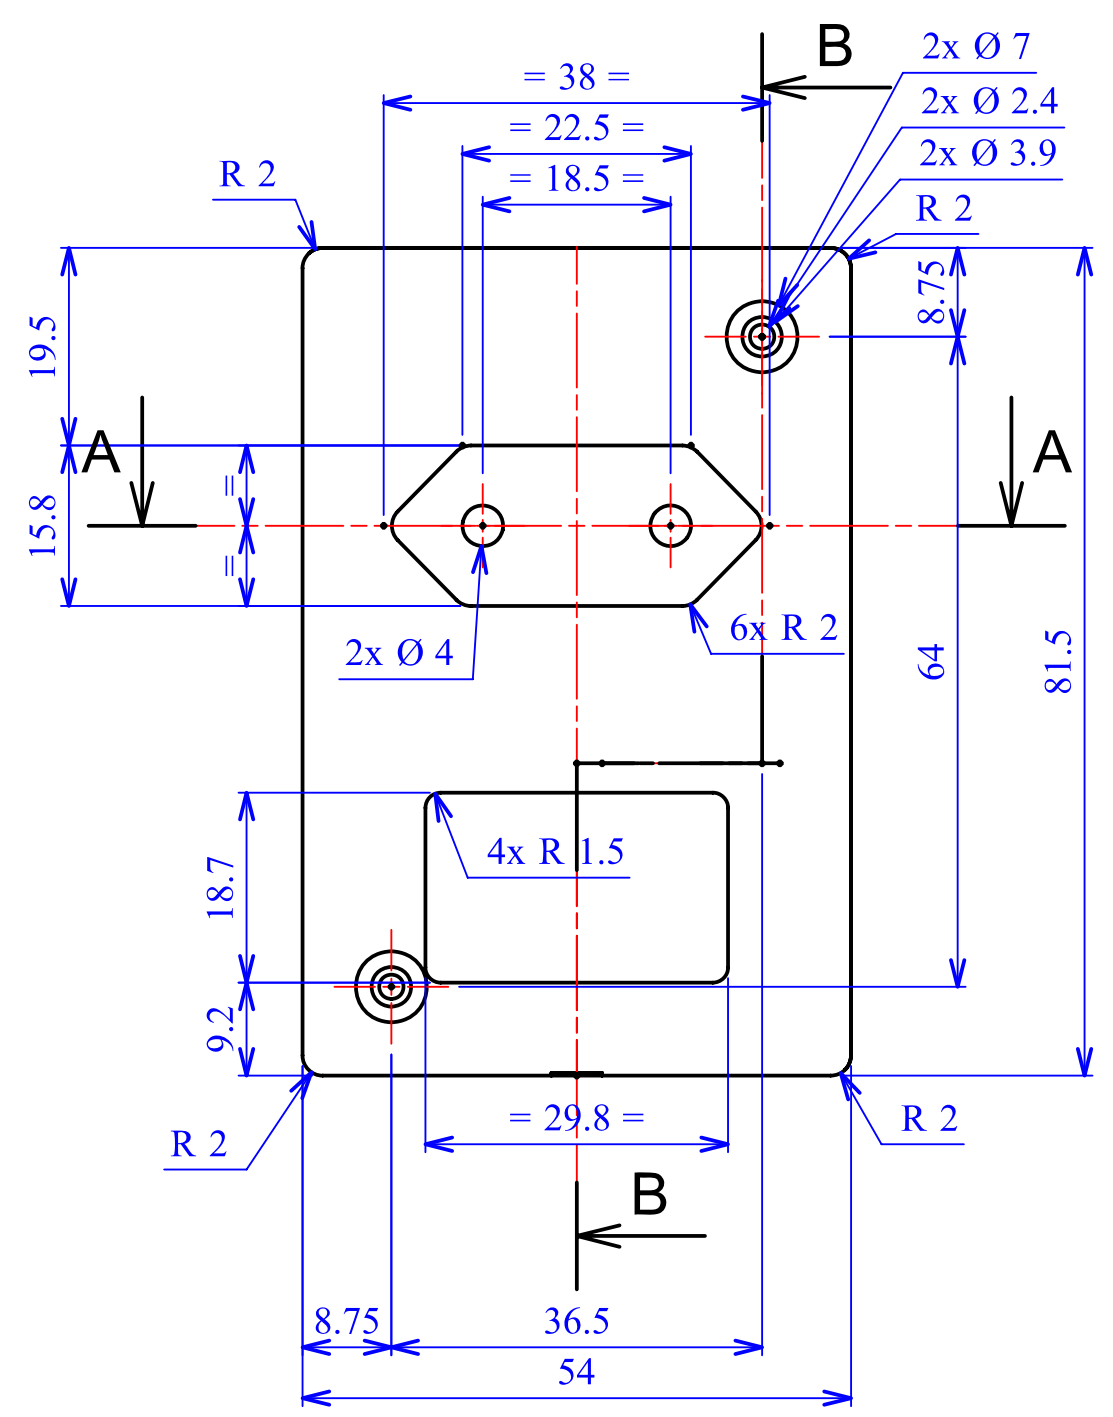 B
2x Ø 7
= 38 =
2x Ø 2.4
= 22.5 =
2x Ø 3.9
R 2
= 18.5 =
R 2
8.75
19.5
A
A
=
15.8
=
6x R 2
2x Ø 4
64
81.5
4x R 1.5
18.7
9.2
= 29.8 =
R 2
R 2
B
8.75
36.5
54